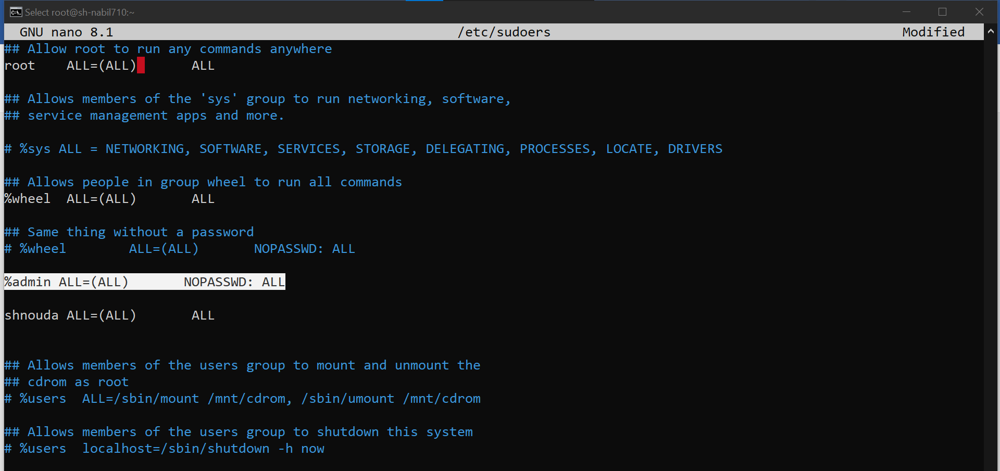 Select root@sh-nabil710:~
GNU nano 8.1 /etc/sudoers Modified
## Allow root to run any commands anywhere
root    ALL=(ALL)       ALL

## Allows members of the 'sys' group to run networking, software,
## service management apps and more.

# %sys ALL = NETWORKING, SOFTWARE, SERVICES, STORAGE, DELEGATING, PROCESSES, LOCATE, DRIVERS

## Allows people in group wheel to run all commands
%wheel  ALL=(ALL)       ALL

## Same thing without a password
# %wheel        ALL=(ALL)       NOPASSWD: ALL

%admin ALL=(ALL)       NOPASSWD: ALL

shnouda ALL=(ALL)       ALL

## Allows members of the users group to mount and unmount the
## cdrom as root
# %users  ALL=/sbin/mount /mnt/cdrom, /sbin/umount /mnt/cdrom

## Allows members of the users group to shutdown this system
# %users  localhost=/sbin/shutdown -h now